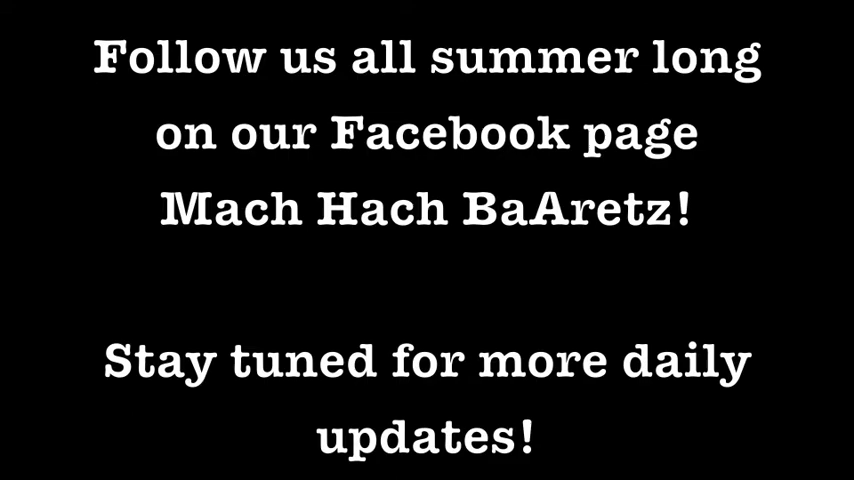 Follow us all summer long
on our Facebook page
Mach Hach BaAretz!
Stay tuned for more daily
updates!